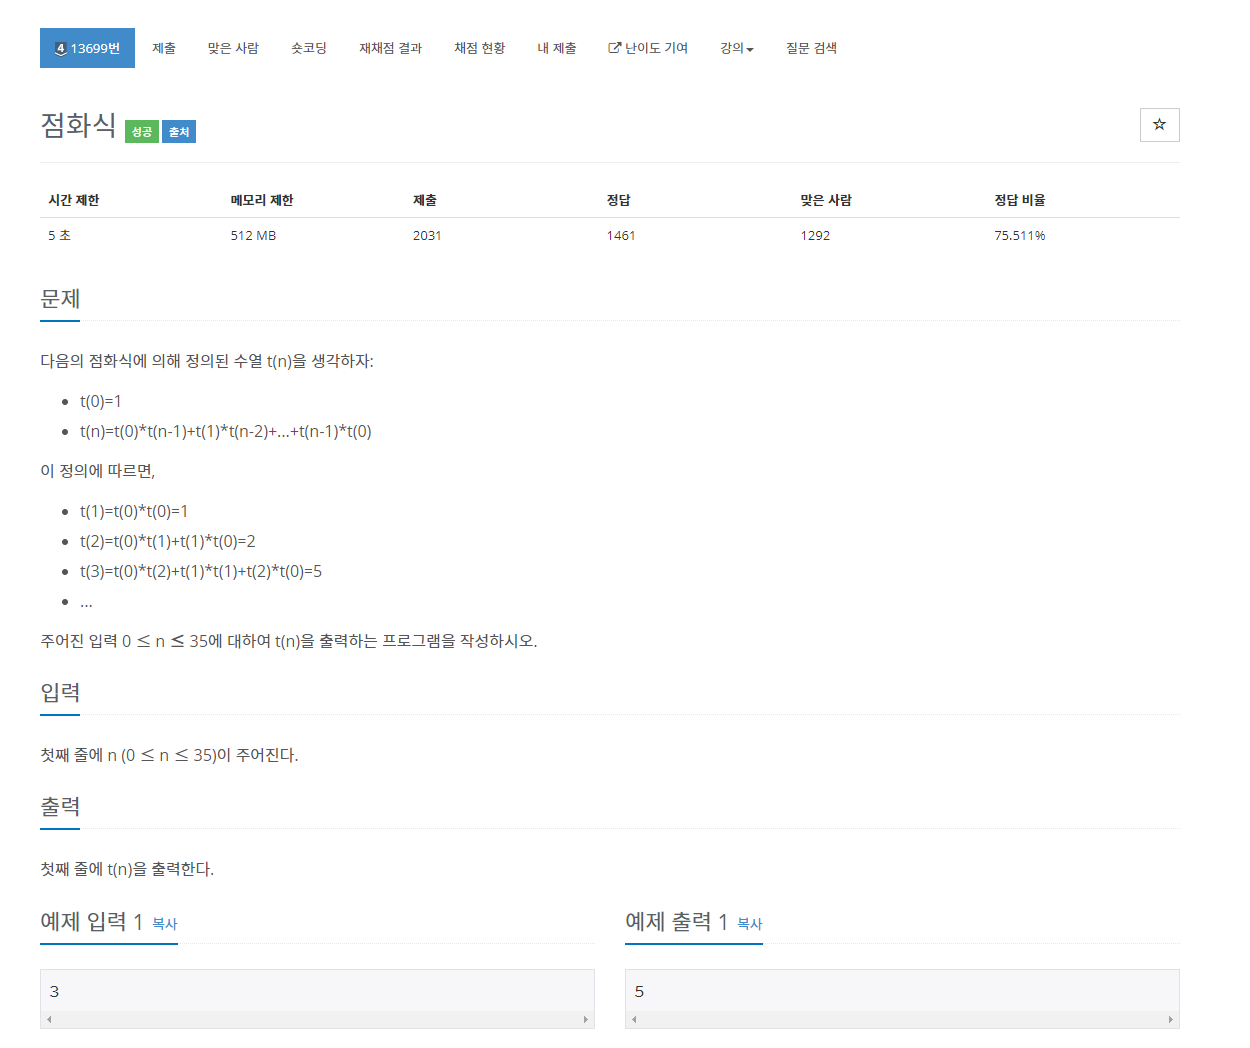 4 13699번 제출 맞은 사람 숏코딩 재채점 결과 채점 현황 내 제출 난이도 기여 강의 질문 검색
점화식 성공 출처
시간 제한 메모리 제한 제출 정답 맞은 사람 정답 비율
5 초 512 MB 2031 1461 1292 75.511%
문제
다음의 점화식에 의해 정의된 수열 t(n)을 생각하자:
t(0)=1
t(n)=t(0)*t(n-1)+t(1)*t(n-2)+...+t(n-1)*t(0)
이 정의에 따르면,
t(1)=t(0)*t(0)=1
t(2)=t(0)*t(1)+t(1)*t(0)=2
t(3)=t(0)*t(2)+t(1)*t(1)+t(2)*t(0)=5
...
주어진 입력 0 ≤ n ≤ 35에 대하여 t(n)을 출력하는 프로그램을 작성하시오.
입력
첫째 줄에 n (0 ≤ n ≤ 35)이 주어진다.
출력
첫째 줄에 t(n)을 출력한다.
예제 입력 1 복사
3
예제 출력 1 복사
5